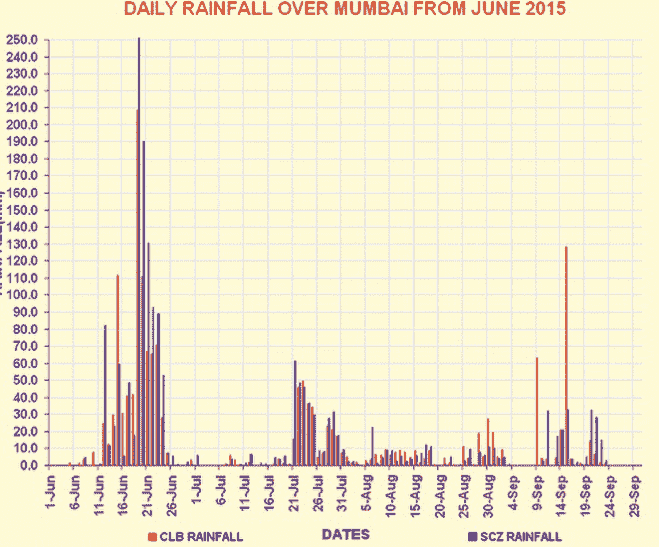 DAILY RAINFALL OVER MUMBAI FROM JUNE 2015
250.0
240.0
230.0
220.0
210.0
200.0
190.0
180.0
170.0
160.0
150.0
140.0
130.0
120.0
110.0
100.0
90.0
80.0
70.0
60.0
50.0
40.0
30.0
20.0
10.0
0.0
1-Jun
6-Jun
11-Jun
16-Jun
21-Jun
26-Jun
1-Jul
6-Jul
11-Jul
16-Jul
21-Jul
26-Jul
31-Jul
5-Aug
10-Aug
15-Aug
20-Aug
25-Aug
30-Aug
4-Sep
9-Sep
14-Sep
19-Sep
24-Sep
29-Sep
CLB RAINFALL DATES SCZ RAINFALL